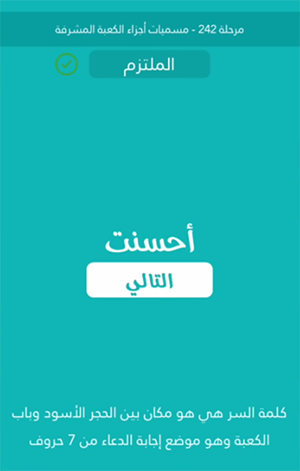 مرحلة 242 - مسميات أجزاء الكعبة المشرفة
الملتزم
أحسنت
التالي
كلمة السر هي هو مكان بين الحجر الأسود وباب
الكعبة وهو موضع إجابة الدعاء من 7 حروف